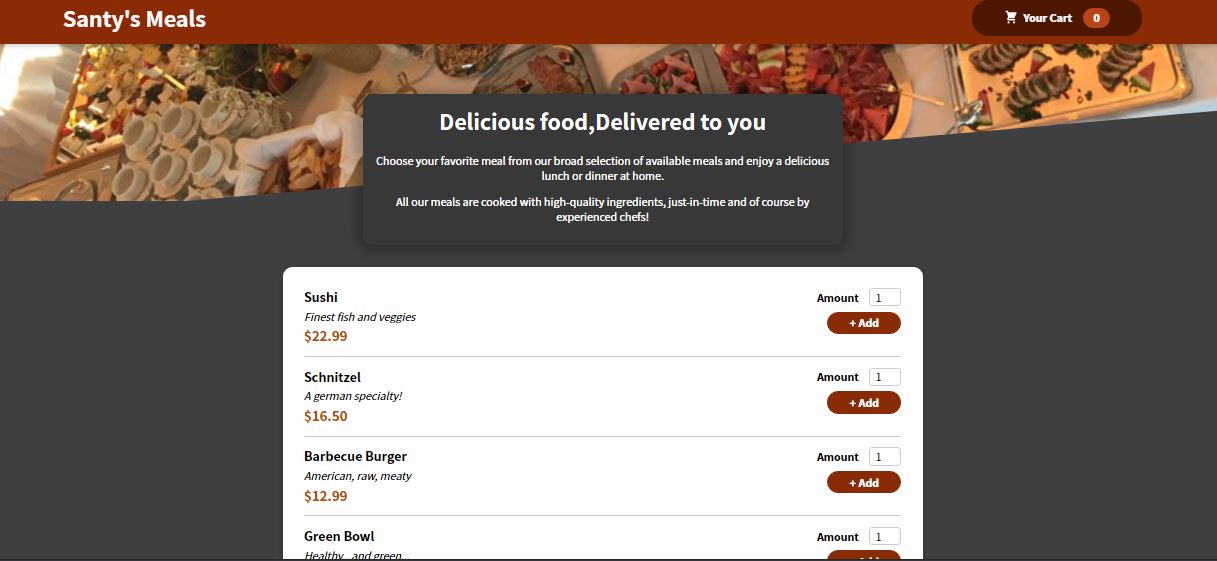 Santy's Meals
Your Cart 0
Delicious food,Delivered to you
Choose your favorite meal from our broad selection of available meals and enjoy a delicious
lunch or dinner at home.
All our meals are cooked with high-quality ingredients, just-in-time and of course by
experienced chefs!
Sushi
Amount 1
Finest fish and veggies
+ Add
$22.99
Schnitzel
Amount 1
A german specialty!
+ Add
$16.50
Barbecue Burger
Amount 1
American, raw, meaty
+ Add
$12.99
Green Bowl
Amount 1
Healthy...and green...
+ Add